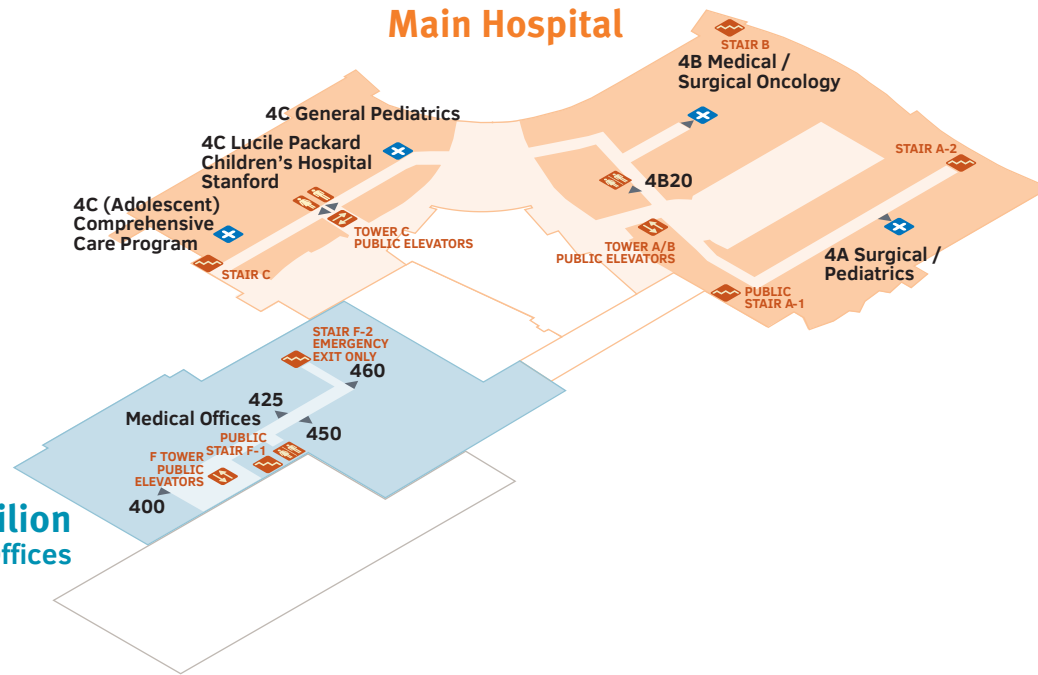 Main Hospital
STAIR B
4B Medical /
Surgical Oncology
4C General Pediatrics
4C Lucile Packard
Children's Hospital
Stanford
STAIR A-2
4B20
4C (Adolescent)
Comprehensive
Care Program
TOWER C
PUBLIC ELEVATORS
TOWER A/B
PUBLIC ELEVATORS
4A Surgical /
Pediatrics
STAIR C
PUBLIC
STAIR A-1
STAIR F-2
EMERGENCY
EXIT ONLY
460
425
Medical Offices
450
PUBLIC
STAIR F-1
F TOWER
PUBLIC
ELEVATORS
400
ilion
ffices